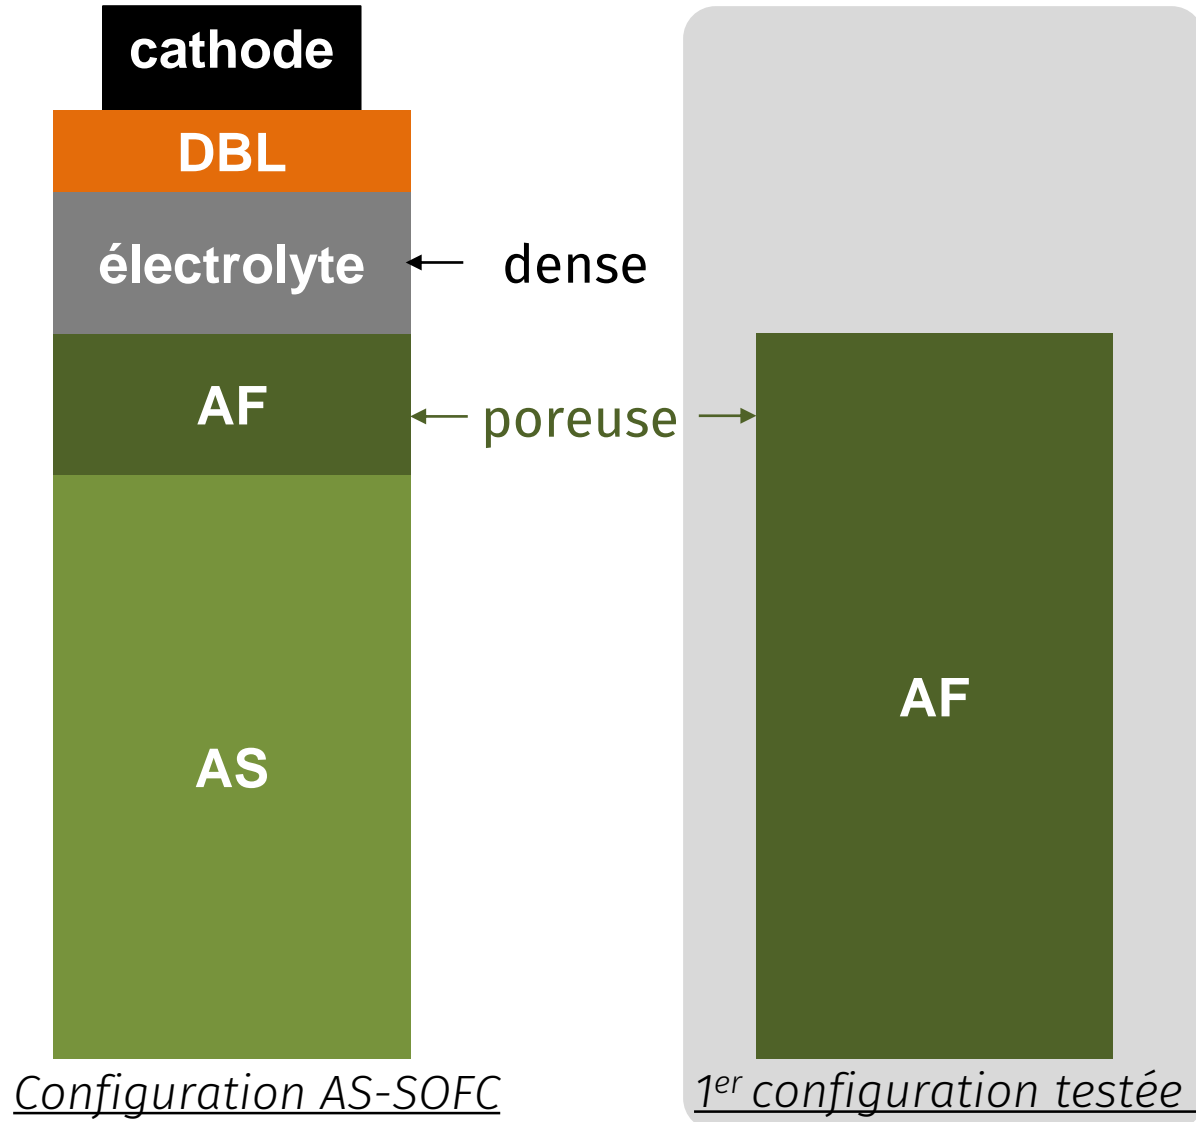 cathode
DBL
électrolyte
dense
AF
poreuse
AF
AS
Configuration AS-SOFC
1er configuration testée